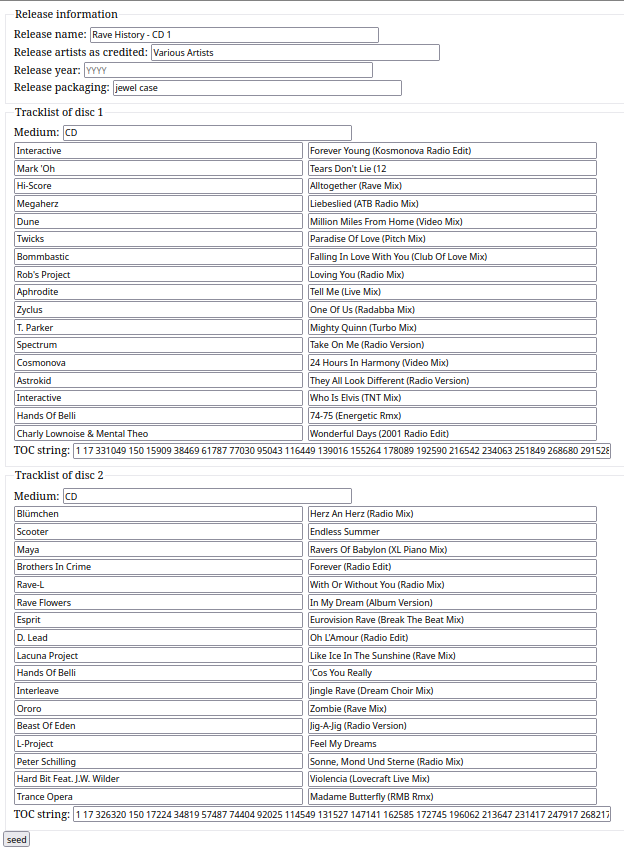 Release information
Release name: Rave History - CD 1
Release artists as credited: Various Artists
Release year: YYYY
Release packaging: jewel case
Tracklist of disc 1
Medium: CD
Interactive Forever Young (Kosmonova Radio Edit)
Mark 'Oh Tears Don't Lie (12
Hi-Score Alltogether (Rave Mix)
Megaherz Liebeslied (ATB Radio Mix)
Dune Million Miles From Home (Video Mix)
Twicks Paradise Of Love (Pitch Mix)
Bommbastic Falling In Love With You (Club Of Love Mix)
Rob's Project Loving You (Radio Mix)
Aphrodite Tell Me (Live Mix)
Zyclus One Of Us (Radabba Mix)
T. Parker Mighty Quinn (Turbo Mix)
Spectrum Take On Me (Radio Version)
Cosmonova 24 Hours In Harmony (Video Mix)
Astrokid They All Look Different (Radio Version)
Interactive Who Is Elvis (TNT Mix)
Hands Of Belli 74-75 (Energetic Rmx)
Charly Lownoise & Mental Theo Wonderful Days (2001 Radio Edit)
TOC string: 1 17 331049 150 15909 38469 61787 77030 95043 116449 139016 155264 178089 192590 216542 234063 251849 268680 291528
Tracklist of disc 2
Medium: CD
Blümchen Herz An Herz (Radio Mix)
Scooter Endless Summer
Maya Ravers Of Babylon (XL Piano Mix)
Brothers In Crime Forever (Radio Edit)
Rave-L With Or Without You (Radio Mix)
Rave Flowers In My Dream (Album Version)
Esprit Eurovision Rave (Break The Beat Mix)
D. Lead Oh L'Amour (Radio Edit)
Lacuna Project Like Ice In The Sunshine (Rave Mix)
Hands Of Belli 'Cos You Really
Interleave Jingle Rave (Dream Choir Mix)
Ororo Zombie (Rave Mix)
Beast Of Eden Jig-A-Jig (Radio Version)
L-Project Feel My Dreams
Peter Schilling Sonne, Mond Und Sterne (Radio Mix)
Hard Bit Feat. J.W. Wilder Violencia (Lovecraft Live Mix)
Trance Opera Madame Butterfly (RMB Rmx)
TOC string: 1 17 326320 150 17224 34819 57487 74404 92025 114549 131527 147141 162585 172745 196062 213647 231417 247917 268217
seed